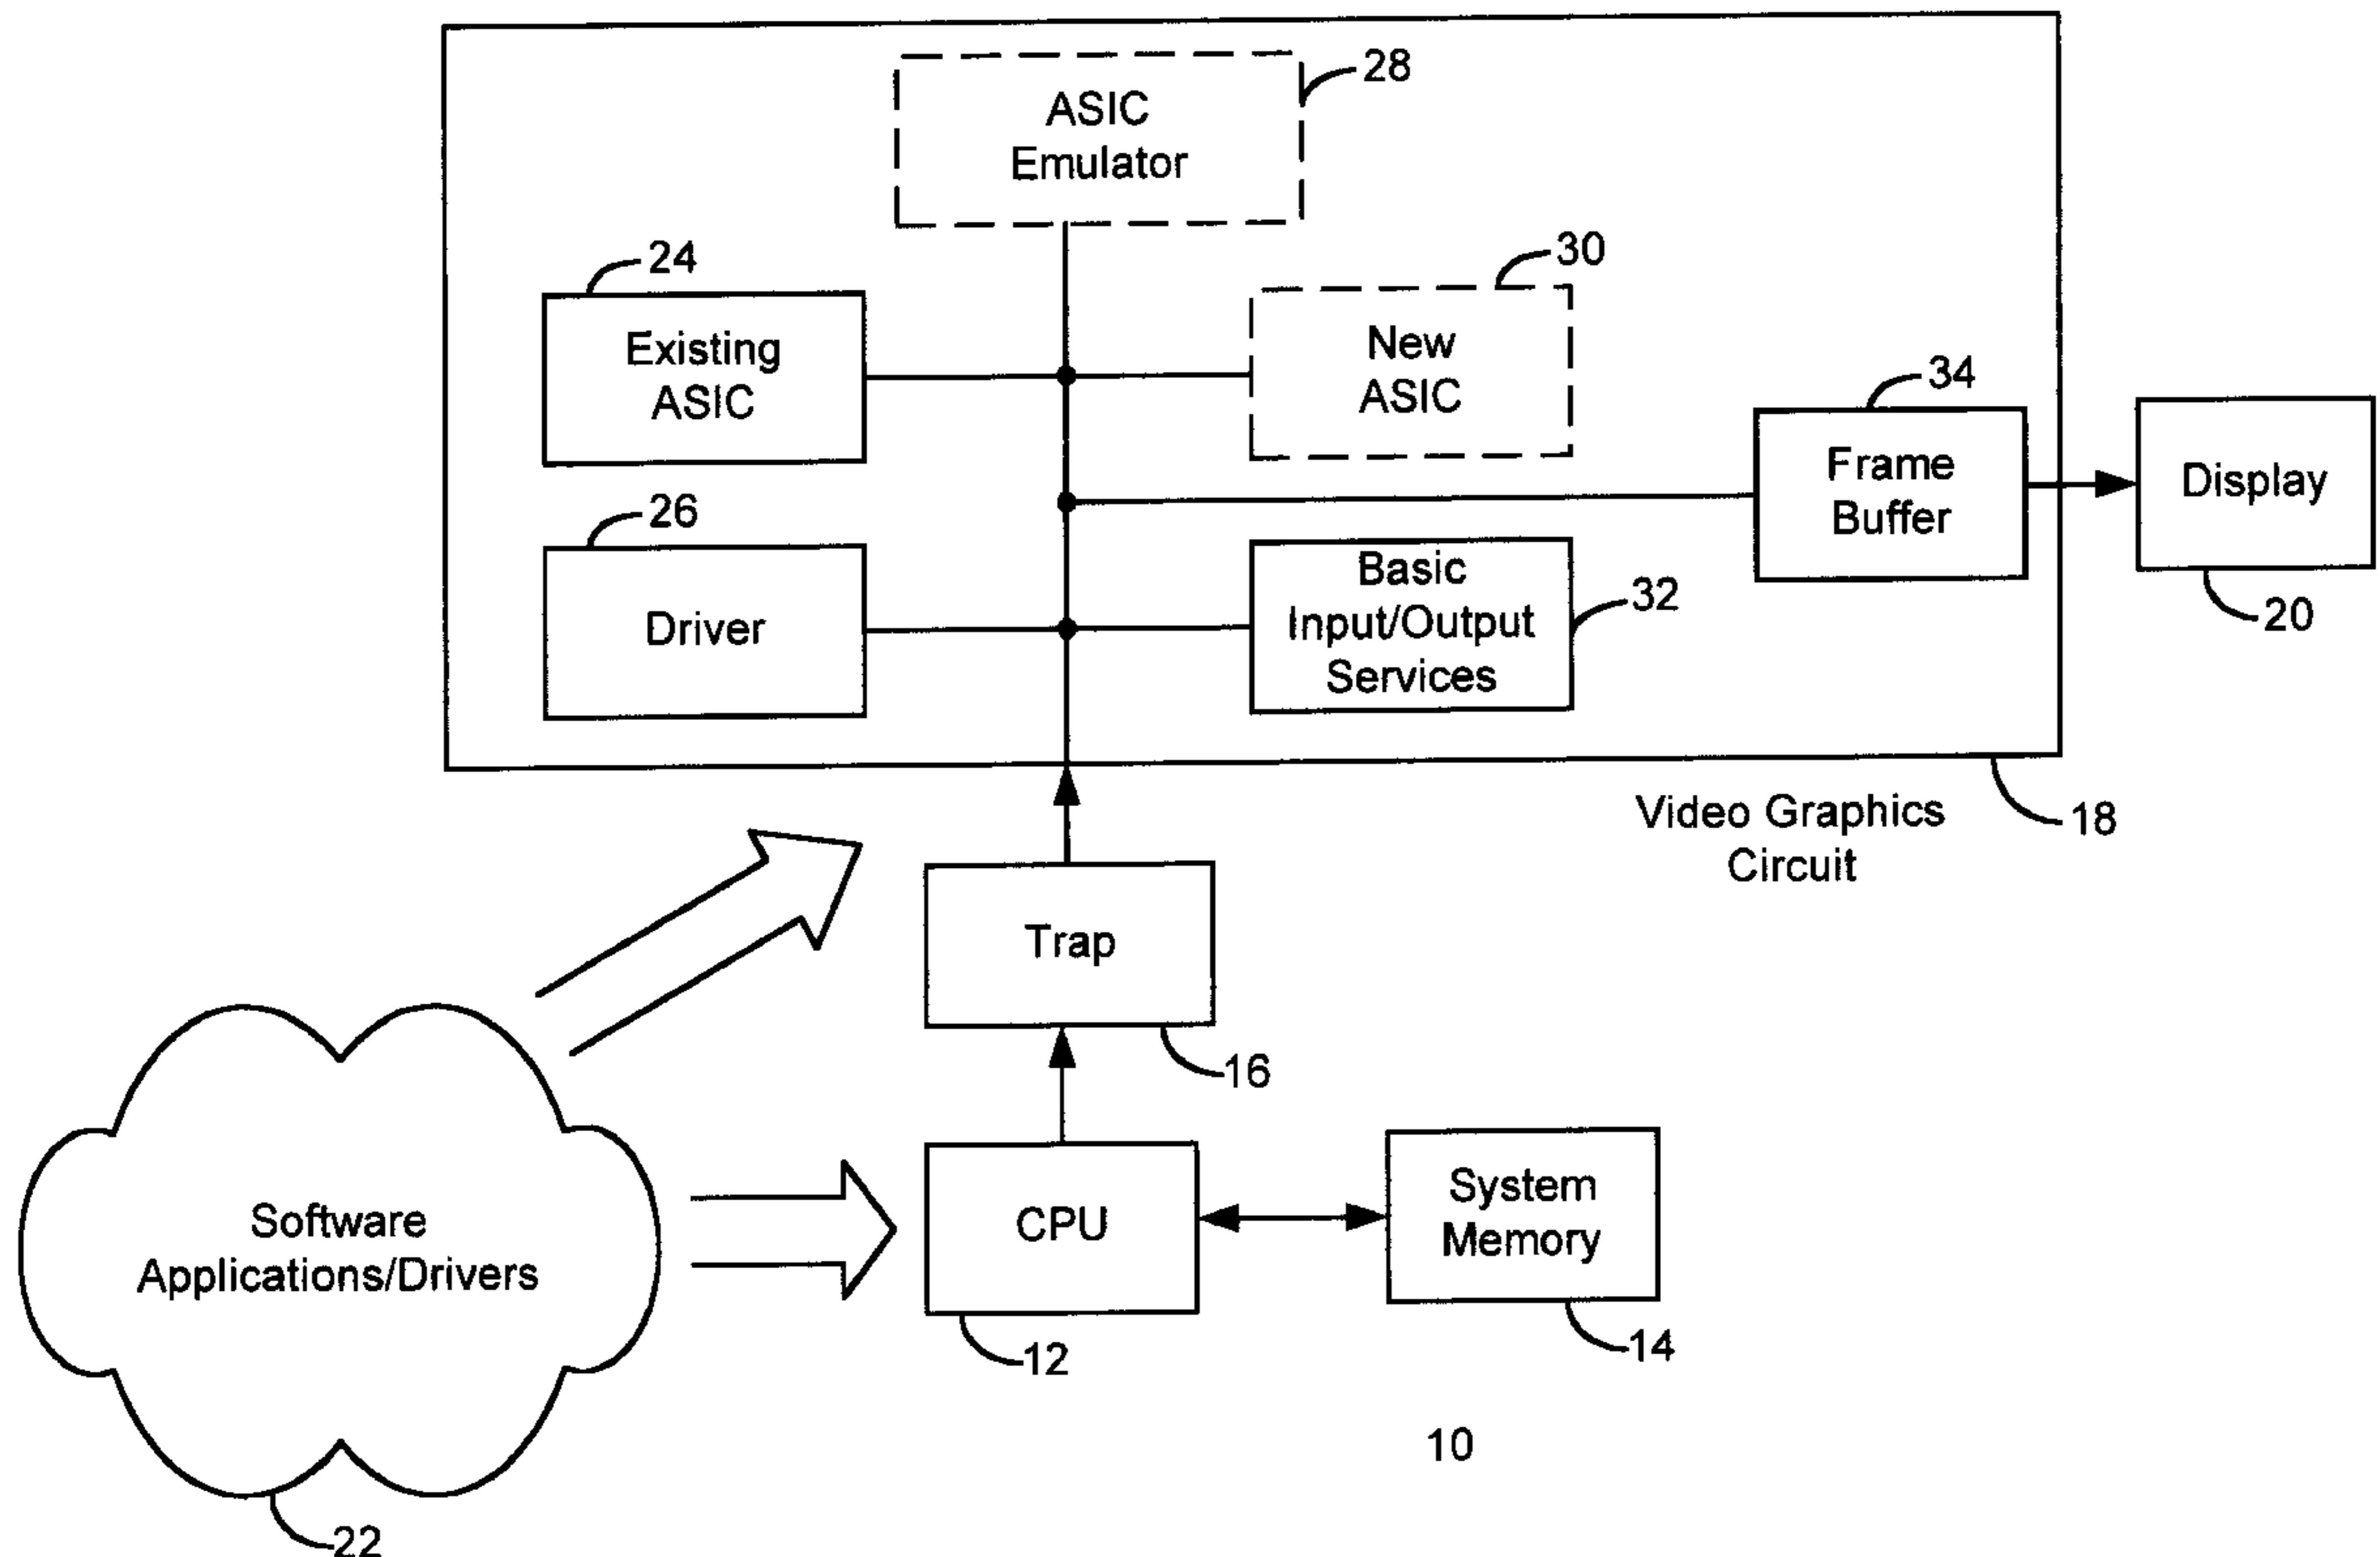 ASIC
Emulator
28
24
Existing
ASIC
30
New
ASIC
34
Frame
Buffer
Display
20
26
Driver
Basic
Input/Output
Services
32
Video Graphics
Circuit
18
Trap
16
Software
Applications/Drivers
22
CPU
12
System
Memory
14
10